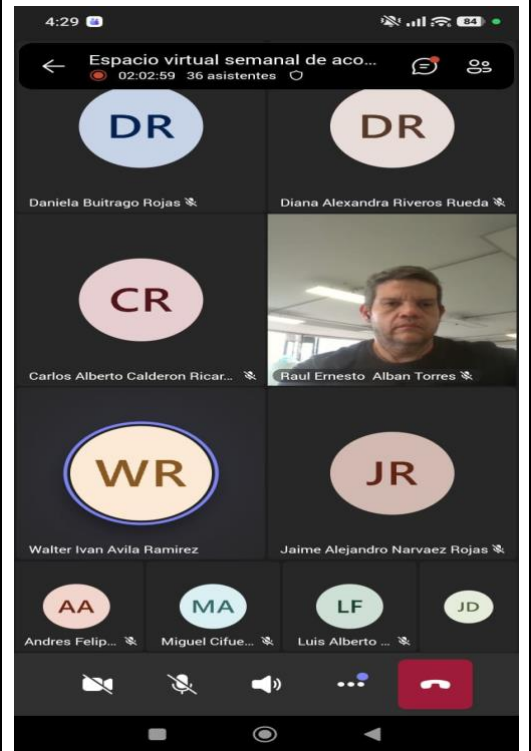 4:29
84
Espacio virtual semanal de aco...
02:02:59 36 asistentes
DR
DR
Daniela Buitrago Rojas
Diana Alexandra Riveros Rueda
CR
Carlos Alberto Calderon Ricar...
Raul Ernesto Alban Torres
WR
JR
Walter Ivan Avila Ramirez
Jaime Alejandro Narvaez Rojas
AA
MA
LF
JD
Andres Felip...
Miguel Cifue...
Luis Alberto ...